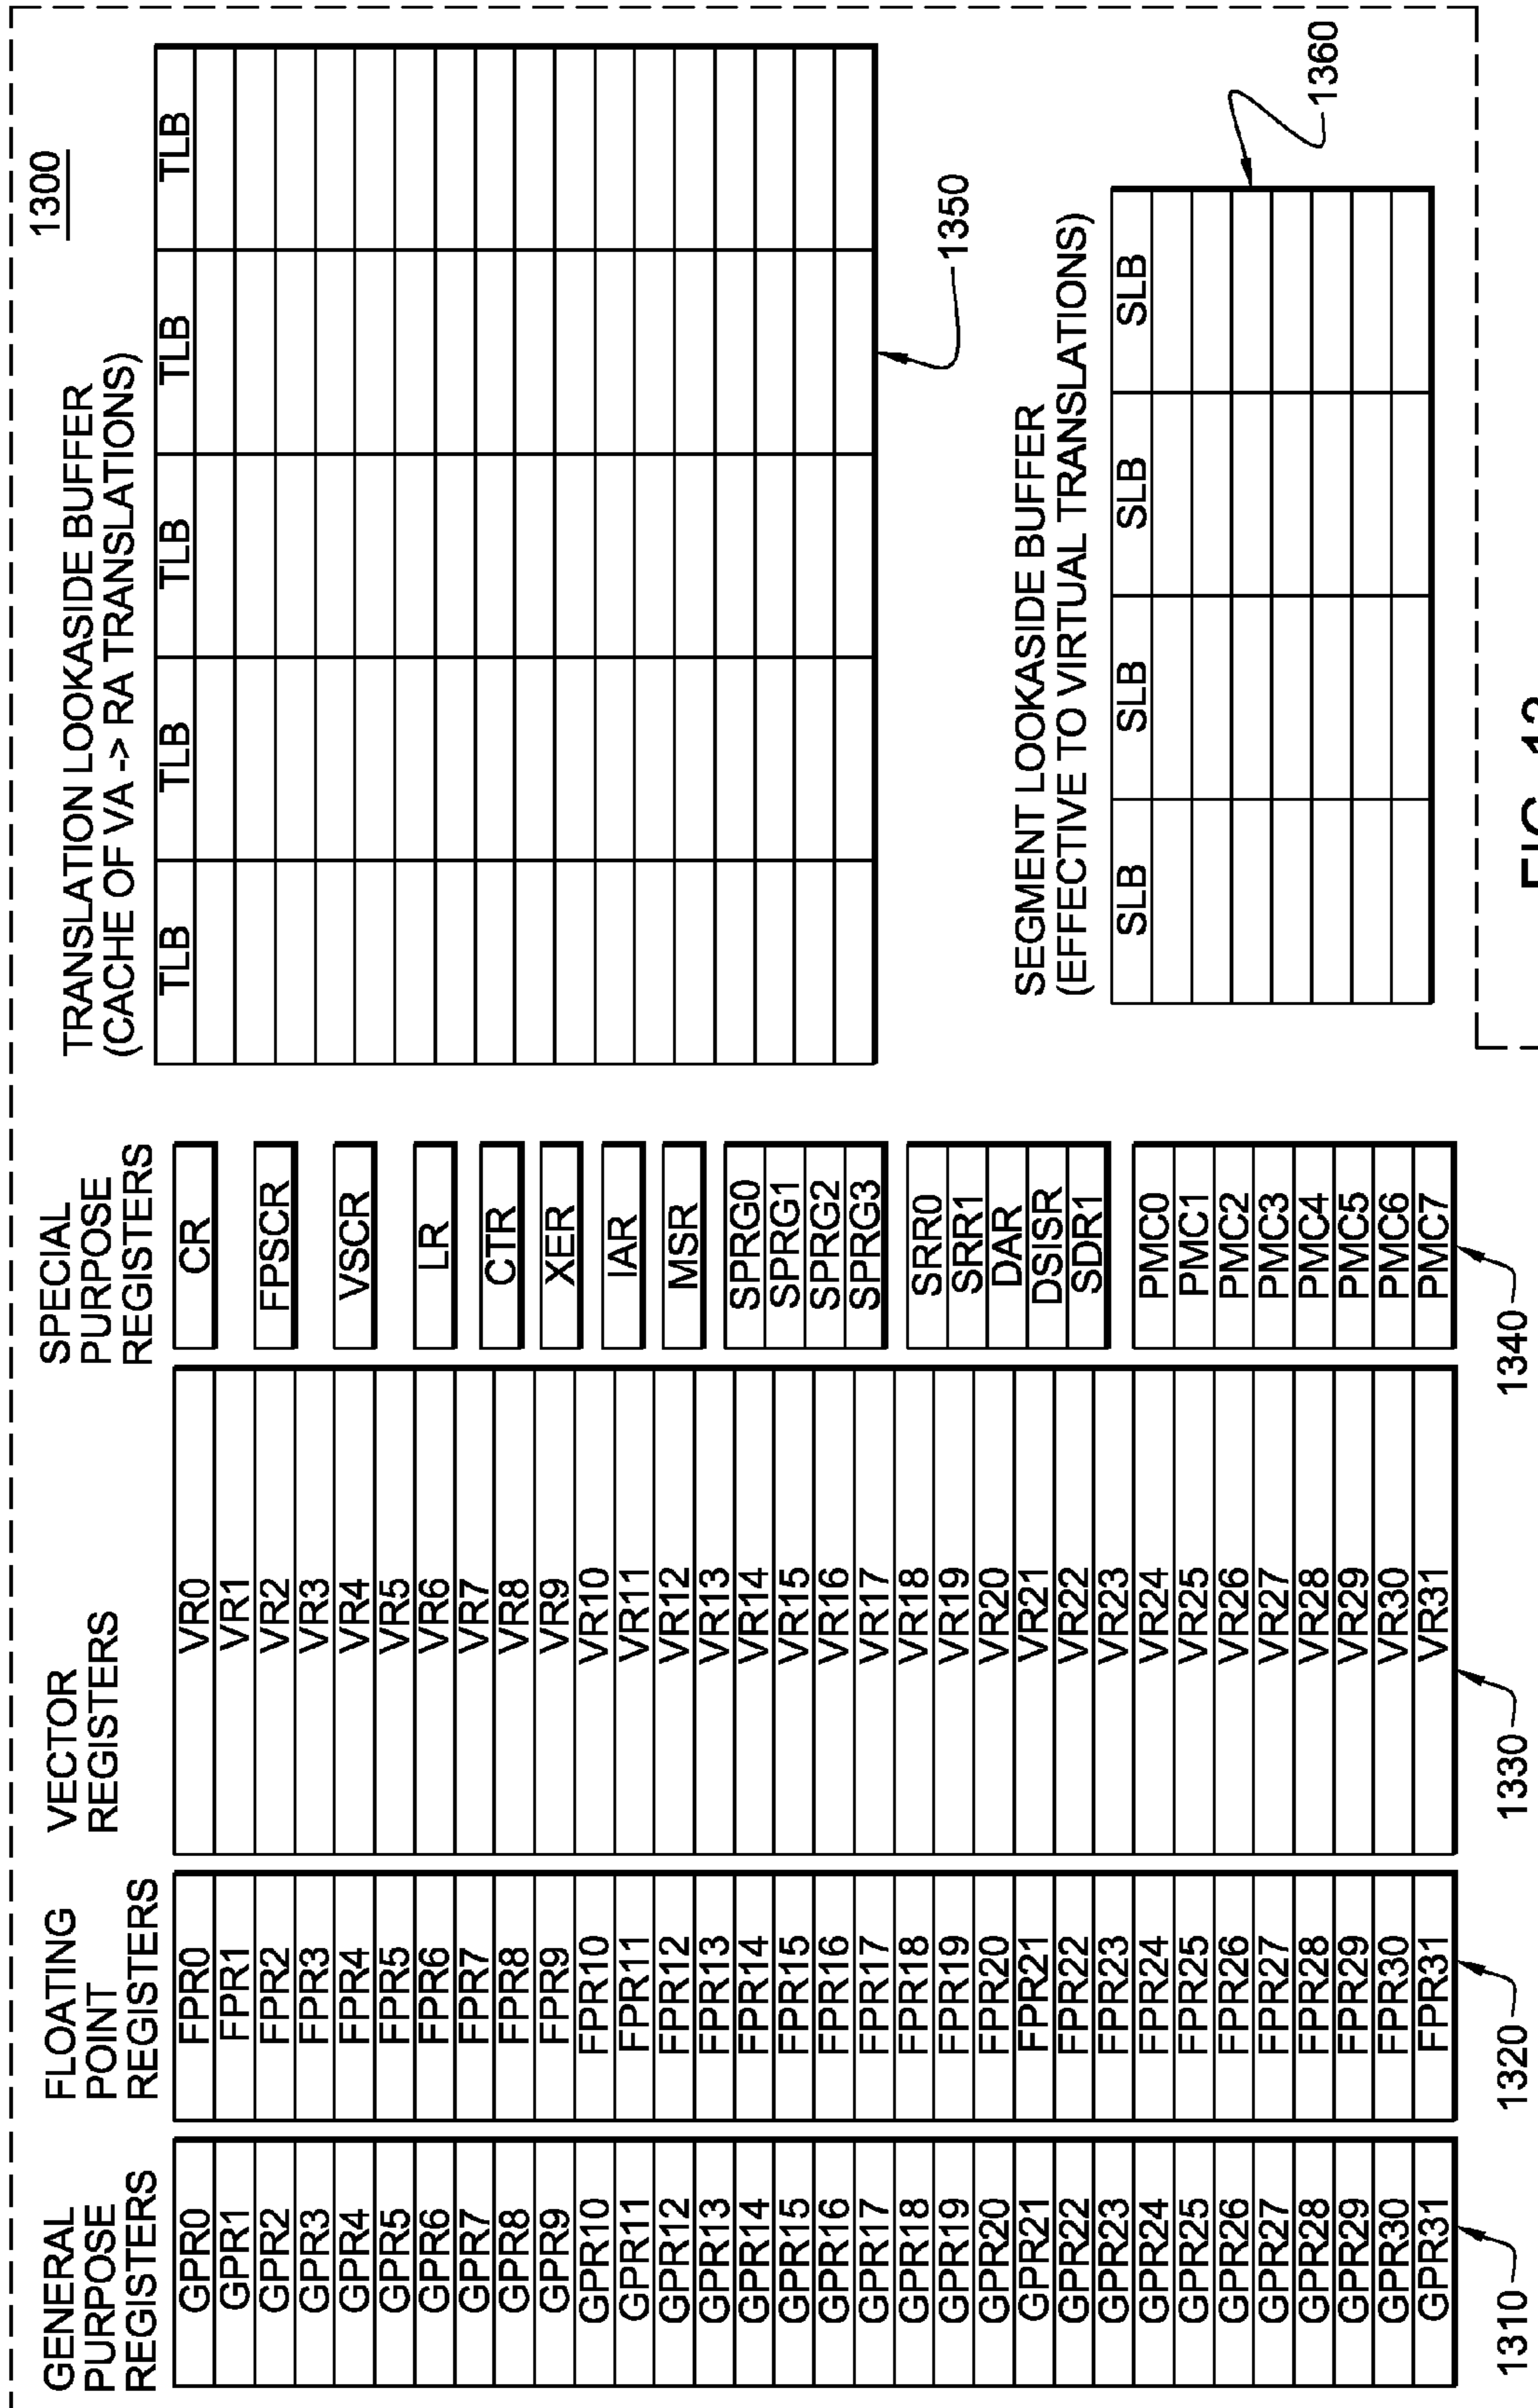 1300
GENERAL
PURPOSE
REGISTERS
GPR0
GPR1
GPR2
GPR3
GPR4
GPR5
GPR6
GPR7
GPR8
GPR9
GPR10
GPR11
GPR12
GPR13
GPR14
GPR15
GPR16
GPR17
GPR18
GPR19
GPR20
GPR21
GPR22
GPR23
GPR24
GPR25
GPR26
GPR27
GPR28
GPR29
GPR30
GPR31
1310
FLOATING
POINT
REGISTERS
FPR0
FPR1
FPR2
FPR3
FPR4
FPR5
FPR6
FPR7
FPR8
FPR9
FPR10
FPR11
FPR12
FPR13
FPR14
FPR15
FPR16
FPR17
FPR18
FPR19
FPR20
FPR21
FPR22
FPR23
FPR24
FPR25
FPR26
FPR27
FPR28
FPR29
FPR30
FPR31
1320
VECTOR
REGISTERS
VR0
VR1
VR2
VR3
VR4
VR5
VR6
VR7
VR8
VR9
VR10
VR11
VR12
VR13
VR14
VR15
VR16
VR17
VR18
VR19
VR20
VR21
VR22
VR23
VR24
VR25
VR26
VR27
VR28
VR29
VR30
VR31
1330
SPECIAL
PURPOSE
REGISTERS
CR
FPSCR
VSCR
LR
CTR
XER
IAR
MSR
SPRG0
SPRG1
SPRG2
SPRG3
SRR0
SRR1
DAR
DSISR
SDR1
PMC0
PMC1
PMC2
PMC3
PMC4
PMC5
PMC6
PMC7
1340
TRANSLATION LOOKASIDE BUFFER
(CACHE OF VA -> RA TRANSLATIONS)
TLB TLB TLB TLB TLB
1350
SEGMENT LOOKASIDE BUFFER
(EFFECTIVE TO VIRTUAL TRANSLATIONS)
SLB SLB SLB SLB
1360